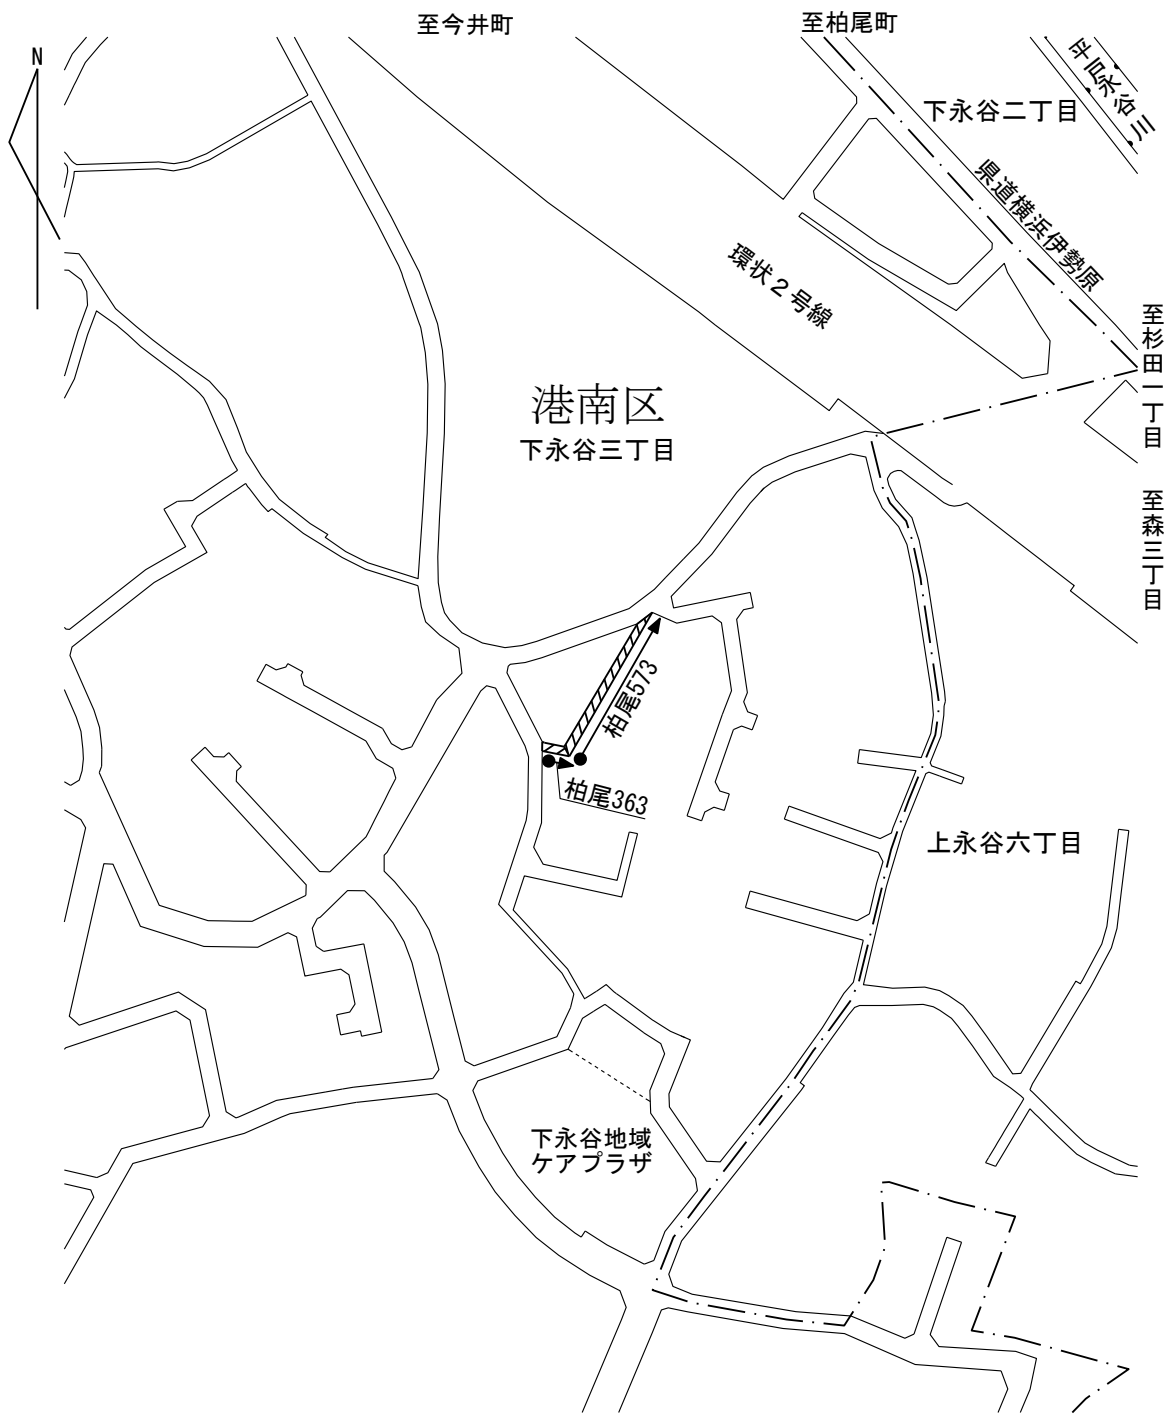 至今井町
至柏尾町
N
平戸永谷川
下永谷二丁目
県道横浜伊勢原
環状２号線
至杉田一丁目
港南区
下永谷三丁目
至森三丁目
柏尾573
柏尾363
上永谷六丁目
下永谷地域
ケアプラザ